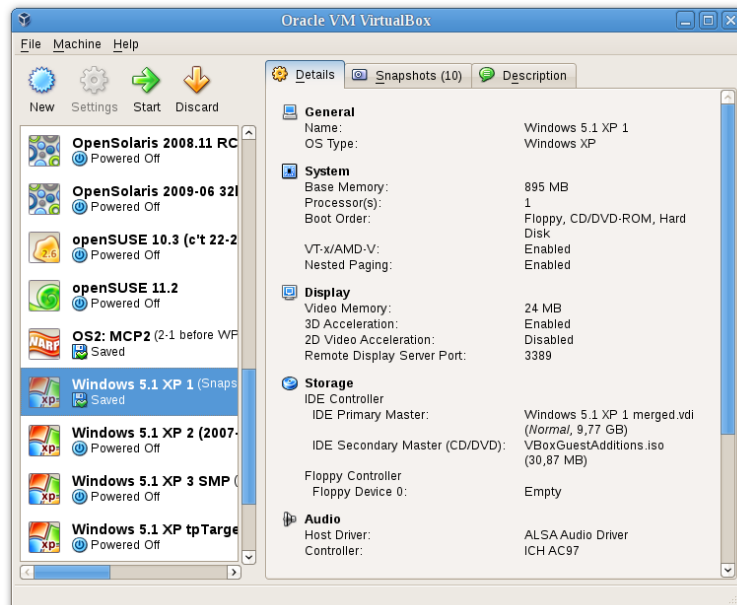 Oracle VM VirtualBox
File Machine Help
New Settings Start Discard
OpenSolaris 2008.11 RC
Powered Off
OpenSolaris 2009-06 32
Powered Off
openSUSE 10.3 (c't 22-2
Powered Off
openSUSE 11.2
Powered Off
OS2: MCP2 (2-1 before WP
Saved
Windows 5.1 XP 1 (Snaps
Saved
Windows 5.1 XP 2 (2007-
Powered Off
Windows 5.1 XP 3 SMP (
Powered Off
Windows 5.1 XP tpTarge
Powered Off
Details Snapshots (10) Description
General
Name: Windows 5.1 XP 1
OS Type: Windows XP
System
Base Memory: 895 MB
Processor(s): 1
Boot Order: Floppy, CD/DVD-ROM, Hard
Disk
VT-x/AMD-V: Enabled
Nested Paging: Enabled
Display
Video Memory: 24 MB
3D Acceleration: Enabled
2D Video Acceleration: Disabled
Remote Display Server Port: 3389
Storage
IDE Controller
IDE Primary Master: Windows 5.1 XP 1 merged.vdi
(Normal, 9,77 GB)
IDE Secondary Master (CD/DVD): VBoxGuestAdditions.iso
(30,87 MB)
Floppy Controller
Floppy Device 0: Empty
Audio
Host Driver: ALSA Audio Driver
Controller: ICH AC97